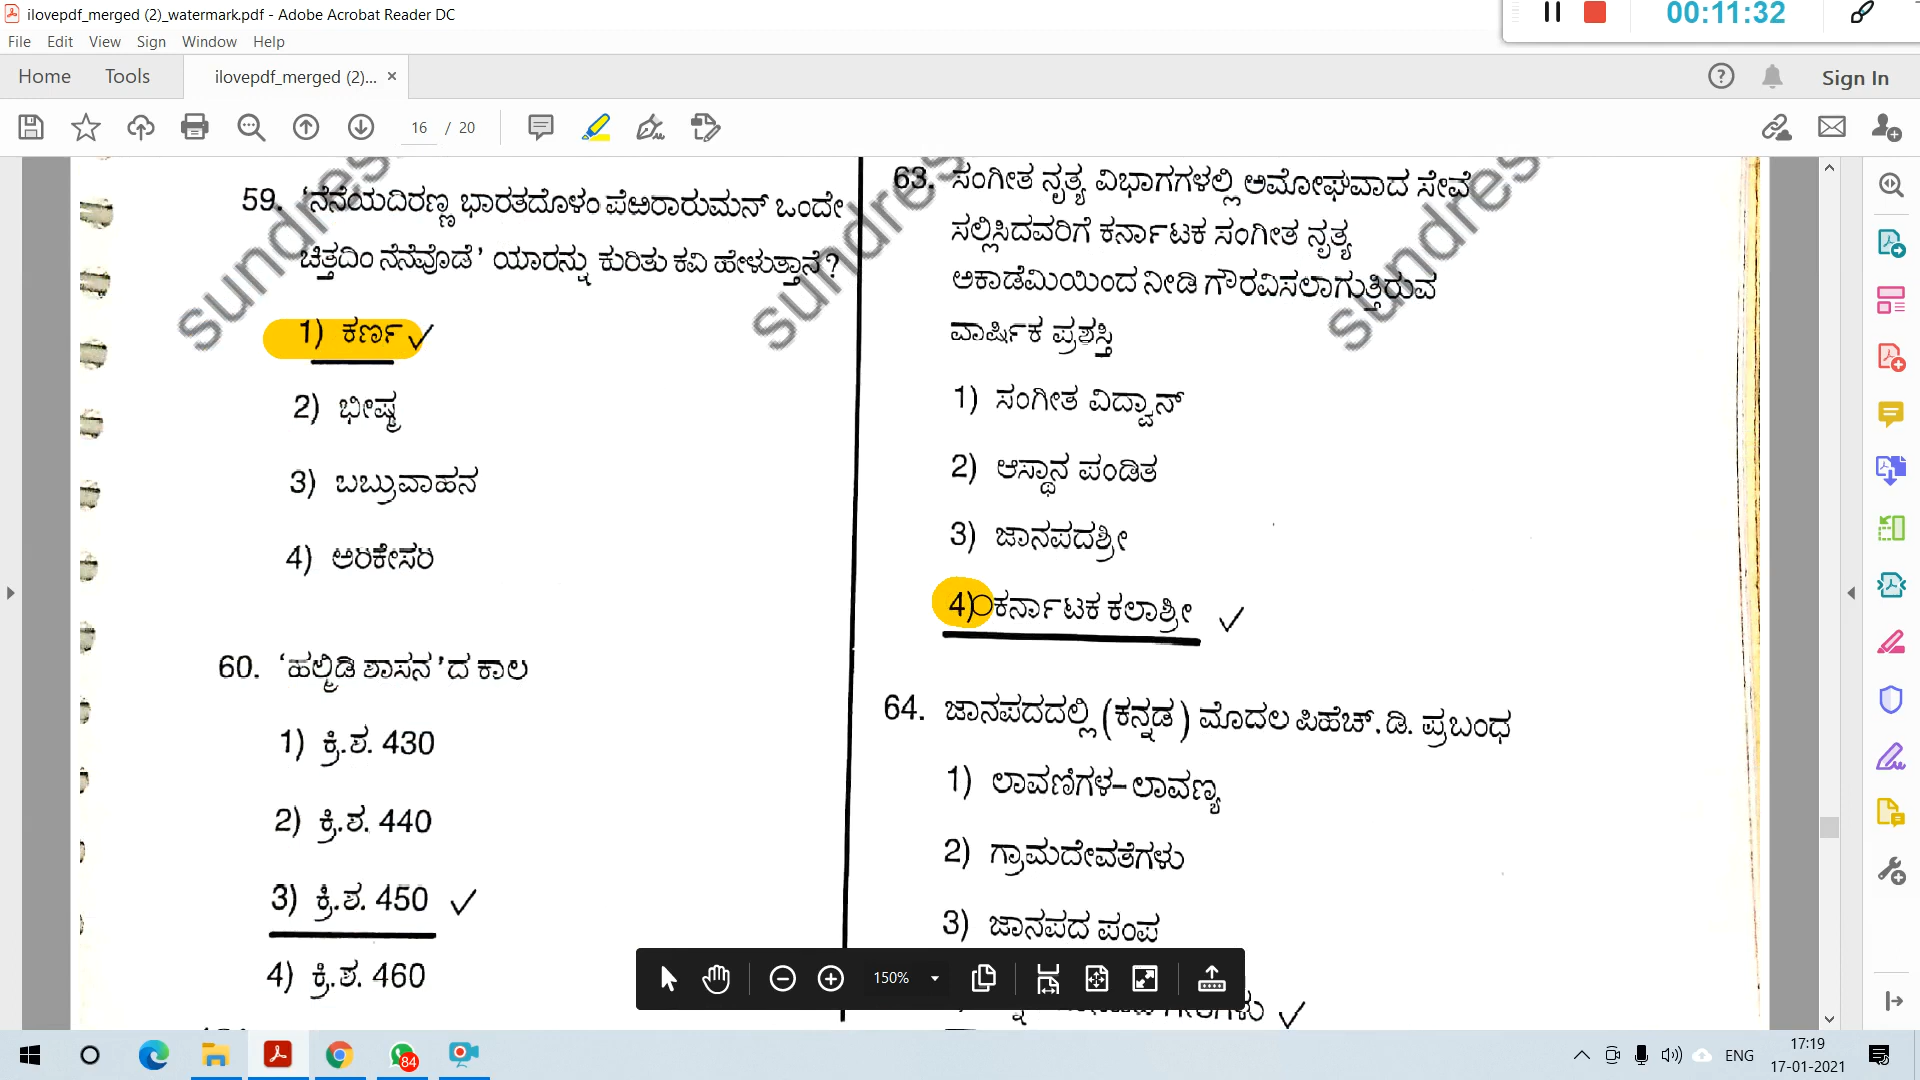 ilovepdf_merged (2)_watermark.pdf - Adobe Acrobat Reader DC
00:11:32
File Edit View Sign Window Help
Home Tools ilovepdf_merged (2)... ×
Sign In
16 / 20
59. 'ನೆನೆಯದಿರಣ್ಣ ಭಾರತದೊಳಂ ಪೆಱರಾರುಮನ್ ಒಂದೇ
ಚಿತ್ತದಿಂ ನೆನೆವೊಡೆ' ಯಾರನ್ನು ಕುರಿತು ಕವಿ ಹೇಳುತ್ತಾನೆ?
1) ಕರ್ಣ
2) ಭೀಷ್ಮ
3) ಬಬ್ರುವಾಹನ
4) ಅರಿಕೇಸರಿ
60. 'ಹಲ್ಮಿಡಿ ಶಾಸನ'ದ ಕಾಲ
1) ಕ್ರಿ.ಶ. 430
2) ಕ್ರಿ.ಶ. 440
3) ಕ್ರಿ.ಶ. 450
4) ಕ್ರಿ.ಶ. 460
63. ಸಂಗೀತ ನೃತ್ಯ ವಿಭಾಗಗಳಲ್ಲಿ ಅಮೋಘವಾದ ಸೇವೆ
ಸಲ್ಲಿಸಿದವರಿಗೆ ಕರ್ನಾಟಕ ಸಂಗೀತ ನೃತ್ಯ
ಅಕಾಡೆಮಿಯಿಂದ ನೀಡಿ ಗೌರವಿಸಲಾಗುತ್ತಿರುವ
ವಾರ್ಷಿಕ ಪ್ರಶಸ್ತಿ
1) ಸಂಗೀತ ವಿದ್ವಾನ್
2) ಆಸ್ಥಾನ ಪಂಡಿತ
3) ಜಾನಪದಶ್ರೀ
4) ಕರ್ನಾಟಕ ಕಲಾಶ್ರೀ
64. ಜಾನಪದದಲ್ಲಿ (ಕನ್ನಡ) ಮೊದಲ ಪಿಹೆಚ್.ಡಿ. ಪ್ರಬಂಧ
1) ಲಾವಣಿಗಳ-ಲಾವಣ್ಯ
2) ಗ್ರಾಮದೇವತೆಗಳು
3) ಜಾನಪದ ಪಂಪ
sundres
sundres
sundres
150%
84
ENG
17:19
17-01-2021